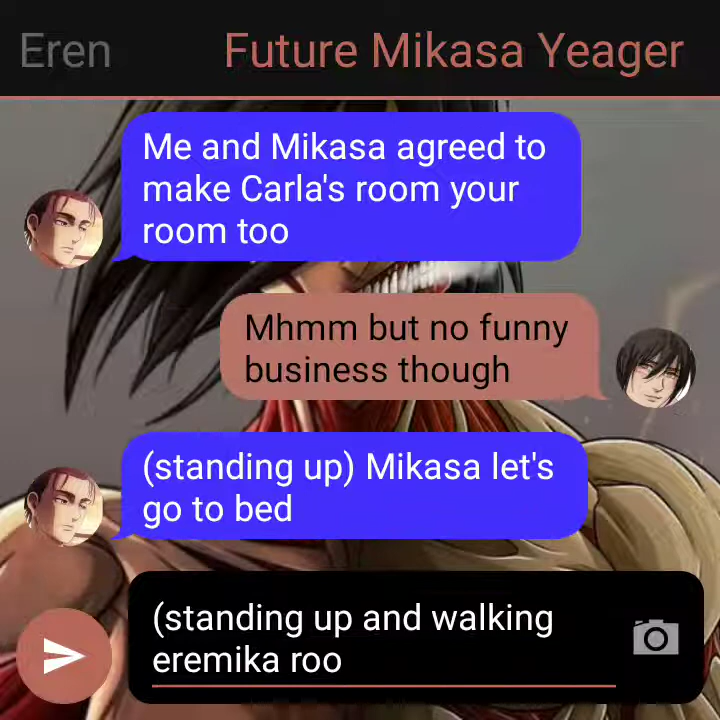 Eren Future Mikasa Yeager
Me and Mikasa agreed to
make Carla's room your
room too
Mhmm but no funny
business though
(standing up) Mikasa let's
go to bed
(standing up and walking
eremika roo